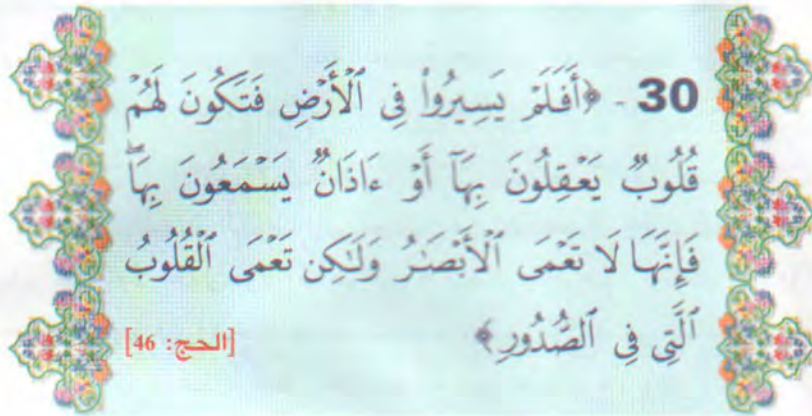 30 - ﴿أَفَلَمْ يَسِيرُوا۟ فِى ٱلْأَرْضِ فَتَكُونَ لَهُمْ
قُلُوبٌ يَعْقِلُونَ بِهَآ أَوْ ءَاذَانٌ يَسْمَعُونَ بِهَا ۖ
فَإِنَّهَا لَا تَعْمَى ٱلْأَبْصَـٰرُ وَلَـٰكِن تَعْمَى ٱلْقُلُوبُ
ٱلَّتِى فِى ٱلصُّدُورِ﴾ [الحج: 46]